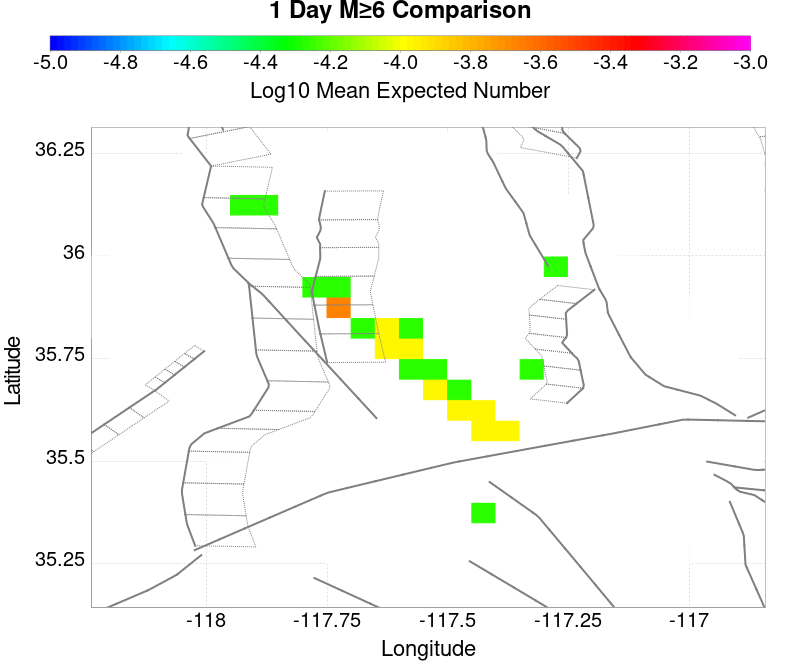 1 Day M≥6 Comparison
-5.0 -4.8 -4.6 -4.4 -4.2 -4.0 -3.8 -3.6 -3.4 -3.2 -3.0
Log10 Mean Expected Number
36.25
36
35.75
35.5
35.25
Latitude
-118 -117.75 -117.5 -117.25 -117
Longitude